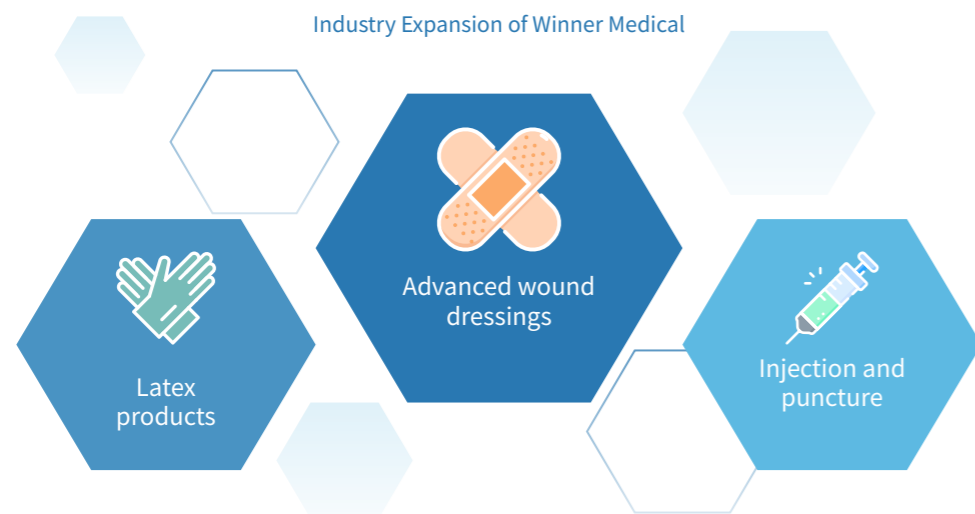 Industry Expansion of Winner Medical
Advanced wound
dressings
Latex
products
Injection and
puncture